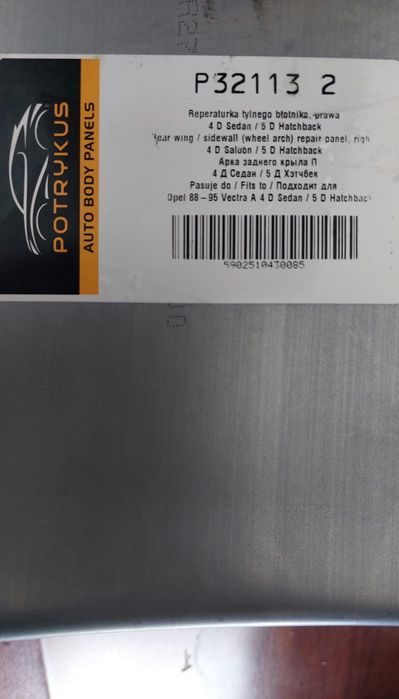 POTRYKUS
AUTO BODY PANELS
P32113 2
Reperaturka tylnego błotnika, prawa
4 D Sedan / 5 D Hatchback
Rear wing / sidewall (wheel arch) repair panel, righ
4 D Saloon / 5 D Hatchback
Арка заднего крыла П
4 Д Седан / 5 Д Хэтчбек
Pasuje do / Fits to / Подходит для :
Opel 88 – 95 Vectra A 4 D Sedan / 5 D Hatchback
5902510430085